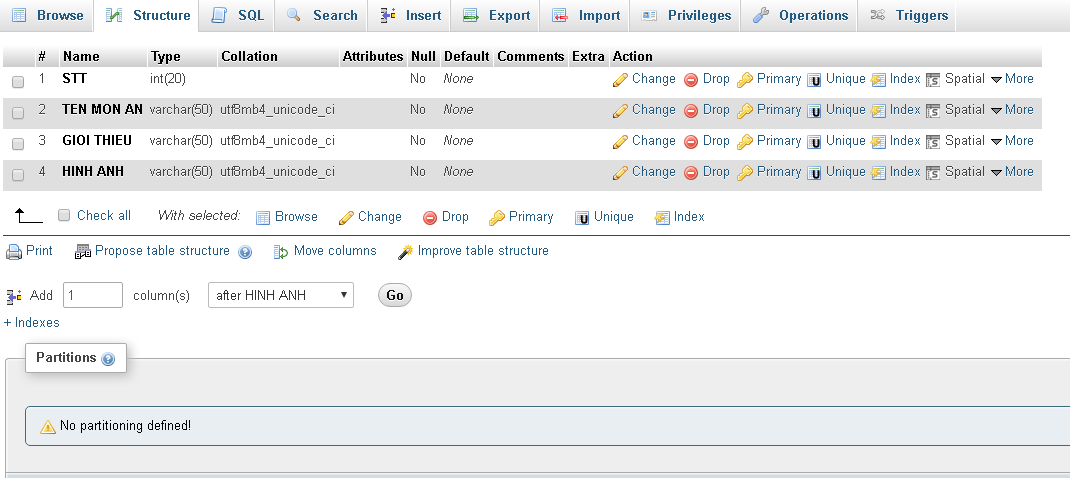 Browse Structure SQL Search Insert Export Import Privileges Operations Triggers
# Name Type Collation Attributes Null Default Comments Extra Action
1 STT int(20) No None Change Drop Primary Unique Index Spatial More
2 TEN MON AN varchar(50) utf8mb4_unicode_ci No None Change Drop Primary Unique Index Spatial More
3 GIOI THIEU varchar(50) utf8mb4_unicode_ci No None Change Drop Primary Unique Index Spatial More
4 HINH ANH varchar(50) utf8mb4_unicode_ci No None Change Drop Primary Unique Index Spatial More
Check all With selected: Browse Change Drop Primary Unique Index
Print Propose table structure Move columns Improve table structure
Add 1 column(s) after HINH ANH Go
+ Indexes
Partitions
No partitioning defined!